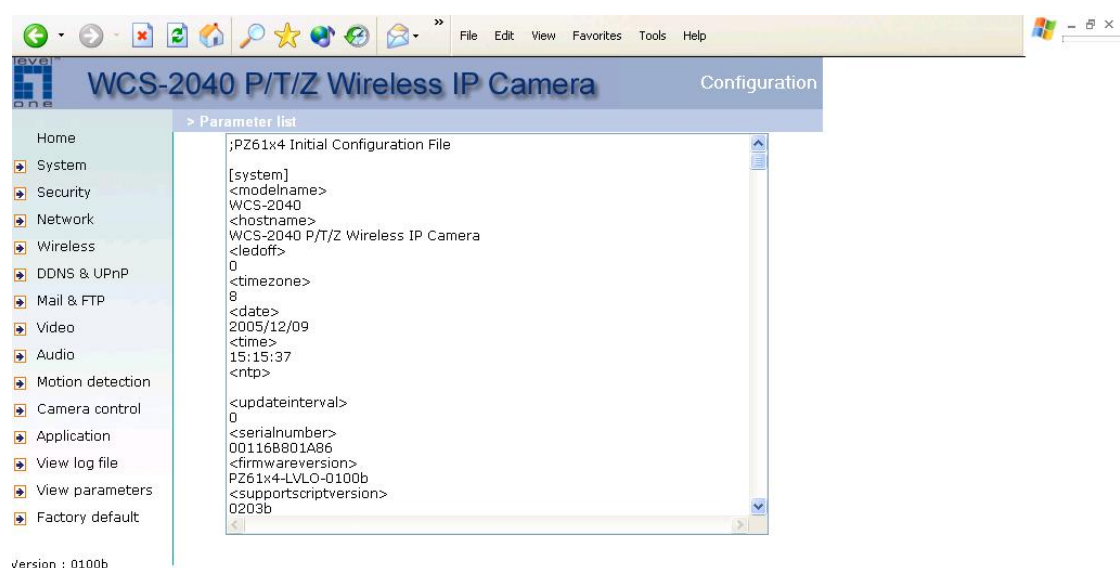 »
File Edit View Favorites Tools Help
level
one
WCS-2040 P/T/Z Wireless IP Camera
Configuration
> Parameter list
Home
System
Security
Network
Wireless
DDNS & UPnP
Mail & FTP
Video
Audio
Motion detection
Camera control
Application
View log file
View parameters
Factory default
Version : 0100b
;PZ61x4 Initial Configuration File
[system]
<modelname>
WCS-2040
<hostname>
WCS-2040 P/T/Z Wireless IP Camera
<ledoff>
0
<timezone>
8
<date>
2005/12/09
<time>
15:15:37
<ntp>
<updateinterval>
0
<serialnumber>
00116B801A86
<firmwareversion>
PZ61x4-LVLO-0100b
<supportscriptversion>
0203b